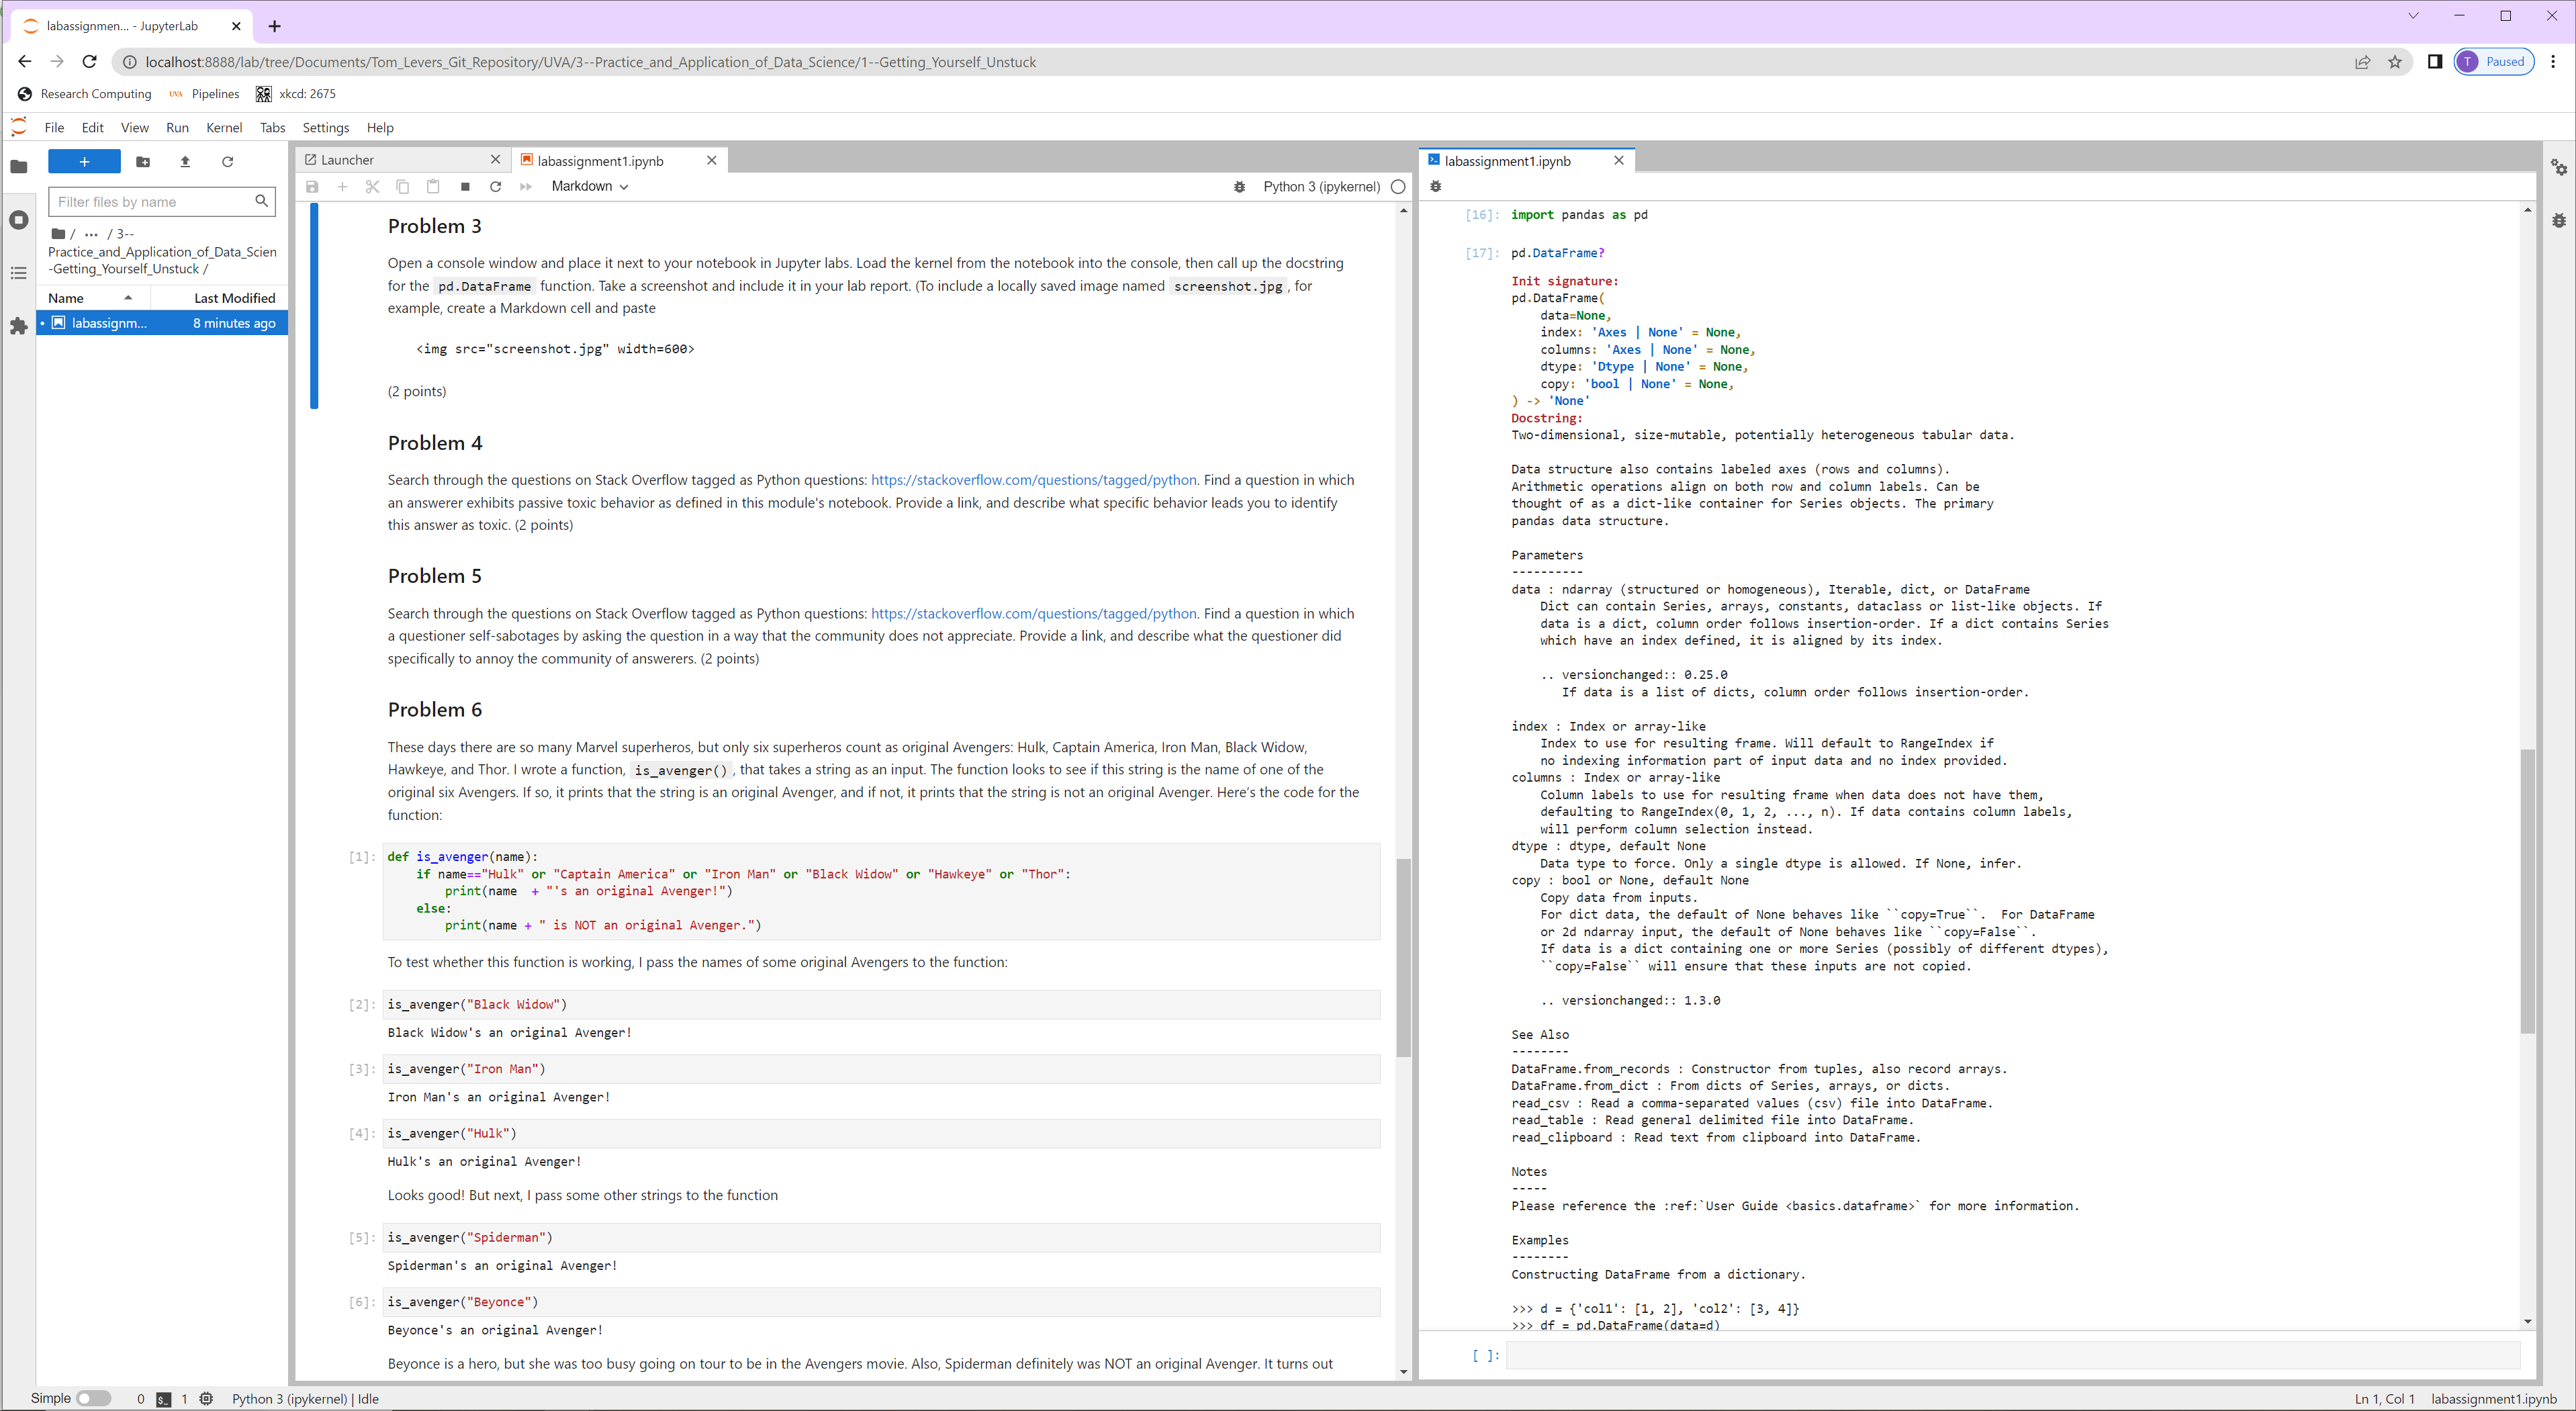 labassignmen... - JupyterLab
localhost:8888/lab/tree/Documents/Tom_Levers_Git_Repository/UVA/3--Practice_and_Application_of_Data_Science/1--Getting_Yourself_Unstuck
T Paused
Research Computing UVA Pipelines xkcd: 2675
File Edit View Run Kernel Tabs Settings Help
+
Filter files by name
/ ··· / 3--
Practice_and_Application_of_Data_Scien
-Getting_Yourself_Unstuck /
Name Last Modified
labassignm... 8 minutes ago
Launcher
labassignment1.ipynb
Markdown
Python 3 (ipykernel)
Problem 3
Open a console window and place it next to your notebook in Jupyter labs. Load the kernel from the notebook into the console, then call up the docstring
for the pd.DataFrame function. Take a screenshot and include it in your lab report. (To include a locally saved image named screenshot.jpg, for
example, create a Markdown cell and paste
<img src="screenshot.jpg" width=600>
(2 points)
Problem 4
Search through the questions on Stack Overflow tagged as Python questions: https://stackoverflow.com/questions/tagged/python. Find a question in which
an answerer exhibits passive toxic behavior as defined in this module's notebook. Provide a link, and describe what specific behavior leads you to identify
this answer as toxic. (2 points)
Problem 5
Search through the questions on Stack Overflow tagged as Python questions: https://stackoverflow.com/questions/tagged/python. Find a question in which
a questioner self-sabotages by asking the question in a way that the community does not appreciate. Provide a link, and describe what the questioner did
specifically to annoy the community of answerers. (2 points)
Problem 6
These days there are so many Marvel superheros, but only six superheros count as original Avengers: Hulk, Captain America, Iron Man, Black Widow,
Hawkeye, and Thor. I wrote a function, is_avenger(), that takes a string as an input. The function looks to see if this string is the name of one of the
original six Avengers. If so, it prints that the string is an original Avenger, and if not, it prints that the string is not an original Avenger. Here's the code for the
function:
[1]: def is_avenger(name):
    if name=="Hulk" or "Captain America" or "Iron Man" or "Black Widow" or "Hawkeye" or "Thor":
        print(name  + "'s an original Avenger!")
    else:
        print(name + " is NOT an original Avenger.")
To test whether this function is working, I pass the names of some original Avengers to the function:
[2]: is_avenger("Black Widow")
Black Widow's an original Avenger!
[3]: is_avenger("Iron Man")
Iron Man's an original Avenger!
[4]: is_avenger("Hulk")
Hulk's an original Avenger!
Looks good! But next, I pass some other strings to the function
[5]: is_avenger("Spiderman")
Spiderman's an original Avenger!
[6]: is_avenger("Beyonce")
Beyonce's an original Avenger!
Beyonce is a hero, but she was too busy going on tour to be in the Avengers movie. Also, Spiderman definitely was NOT an original Avenger. It turns out
labassignment1.ipynb
[16]: import pandas as pd
[17]: pd.DataFrame?
Init signature:
pd.DataFrame(
    data=None,
    index: 'Axes | None' = None,
    columns: 'Axes | None' = None,
    dtype: 'Dtype | None' = None,
    copy: 'bool | None' = None,
) -> 'None'
Docstring:
Two-dimensional, size-mutable, potentially heterogeneous tabular data.
Data structure also contains labeled axes (rows and columns).
Arithmetic operations align on both row and column labels. Can be
thought of as a dict-like container for Series objects. The primary
pandas data structure.
Parameters
----------
data : ndarray (structured or homogeneous), Iterable, dict, or DataFrame
    Dict can contain Series, arrays, constants, dataclass or list-like objects. If
    data is a dict, column order follows insertion-order. If a dict contains Series
    which have an index defined, it is aligned by its index.
    .. versionchanged:: 0.25.0
       If data is a list of dicts, column order follows insertion-order.
index : Index or array-like
    Index to use for resulting frame. Will default to RangeIndex if
    no indexing information part of input data and no index provided.
columns : Index or array-like
    Column labels to use for resulting frame when data does not have them,
    defaulting to RangeIndex(0, 1, 2, ..., n). If data contains column labels,
    will perform column selection instead.
dtype : dtype, default None
    Data type to force. Only a single dtype is allowed. If None, infer.
copy : bool or None, default None
    Copy data from inputs.
    For dict data, the default of None behaves like ``copy=True``.  For DataFrame
    or 2d ndarray input, the default of None behaves like ``copy=False``.
    If data is a dict containing one or more Series (possibly of different dtypes),
    ``copy=False`` will ensure that these inputs are not copied.
    .. versionchanged:: 1.3.0
See Also
--------
DataFrame.from_records : Constructor from tuples, also record arrays.
DataFrame.from_dict : From dicts of Series, arrays, or dicts.
read_csv : Read a comma-separated values (csv) file into DataFrame.
read_table : Read general delimited file into DataFrame.
read_clipboard : Read text from clipboard into DataFrame.
Notes
-----
Please reference the :ref:`User Guide <basics.dataframe>` for more information.
Examples
--------
Constructing DataFrame from a dictionary.
>>> d = {'col1': [1, 2], 'col2': [3, 4]}
>>> df = pd.DataFrame(data=d)
[ ]:
Simple 0 $_ 1 Python 3 (ipykernel) | Idle
Ln 1, Col 1 labassignment1.ipynb